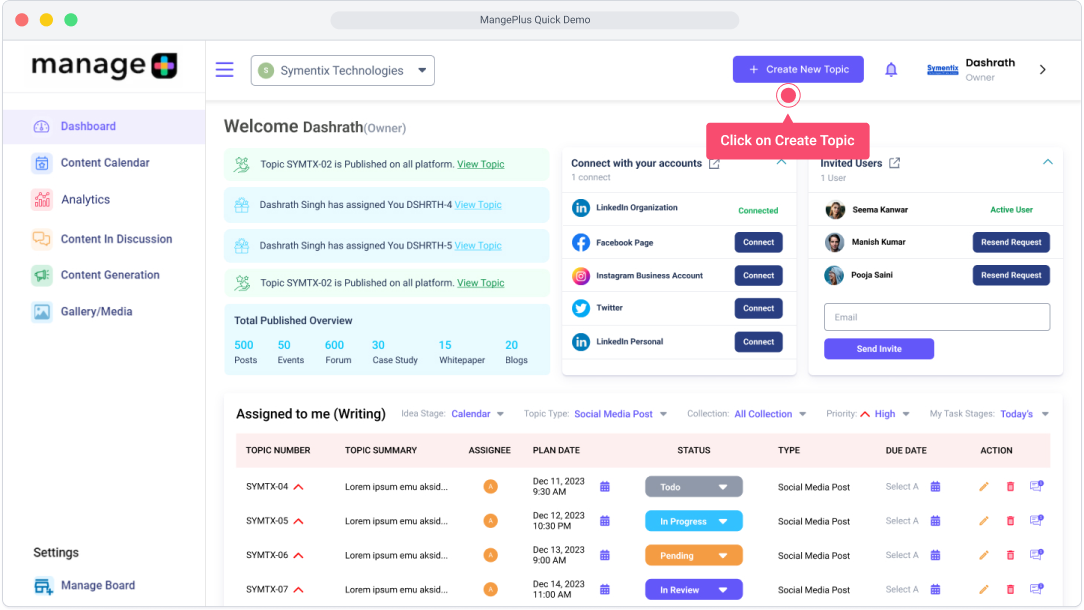 MangePlus Quick Demo
manage
S Symentix Technologies
+ Create New Topic
Symentix
Dashrath
Owner
Click on Create Topic
Dashboard
Content Calendar
Analytics
Content In Discussion
Content Generation
Gallery/Media
Settings
Manage Board
Welcome Dashrath(Owner)
Topic SYMTX-02 is Published on all platform. View Topic
Dashrath Singh has assigned You DSHRTH-4 View Topic
Dashrath Singh has assigned You DSHRTH-5 View Topic
Topic SYMTX-02 is Published on all platform. View Topic
Total Published Overview
500 50 600 30 15 20
Posts Events Forum Case Study Whitepaper Blogs
Connect with your accounts
1 connect
LinkedIn Organization Connected
Facebook Page Connect
Instagram Business Account Connect
Twitter Connect
LinkedIn Personal Connect
Invited Users
1 User
Seema Kanwar Active User
Manish Kumar Resend Request
Pooja Saini Resend Request
Email
Send Invite
Assigned to me (Writing) Idea Stage: Calendar Topic Type: Social Media Post Collection: All Collection Priority: High My Task Stages: Today's
TOPIC NUMBER TOPIC SUMMARY ASSIGNEE PLAN DATE STATUS TYPE DUE DATE ACTION
SYMTX-04 Lorem ipsum emu aksid... A Dec 11, 2023 9:30 AM Todo Social Media Post Select A
SYMTX-05 Lorem ipsum emu aksid... A Dec 12, 2023 10:30 PM In Progress Social Media Post Select A
SYMTX-06 Lorem ipsum emu aksid... A Dec 13, 2023 9:00 AM Pending Social Media Post Select A
SYMTX-07 Lorem ipsum emu aksid... A Dec 14, 2023 11:00 AM In Review Social Media Post Select A